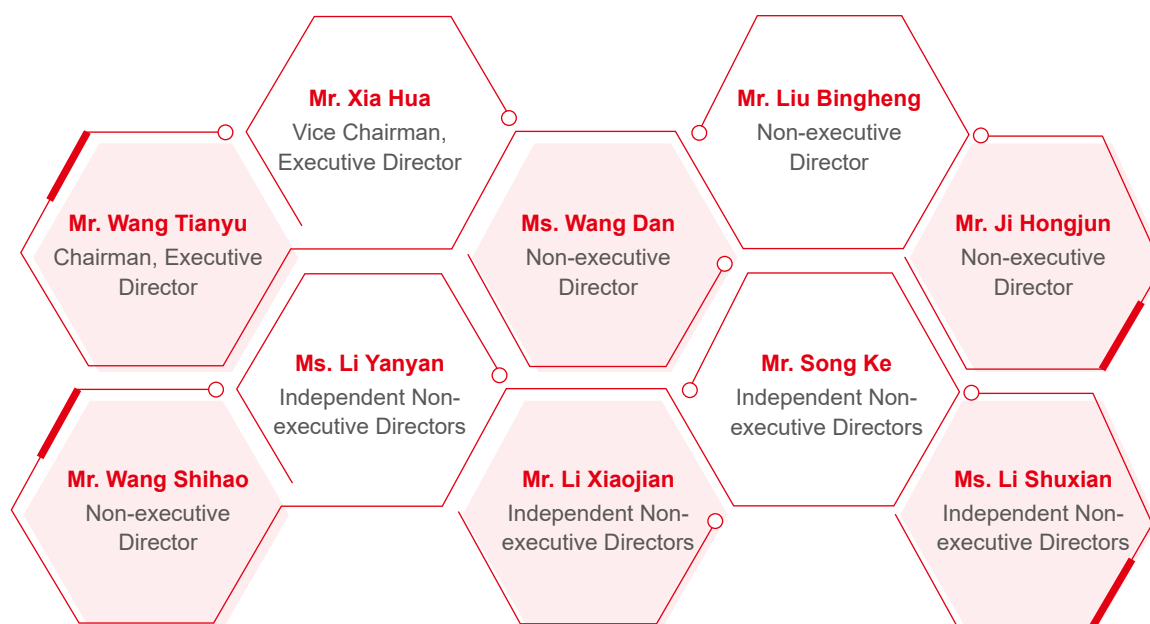 Mr. Xia Hua
Vice Chairman,
Executive Director
Mr. Liu Bingheng
Non-executive
Director
Mr. Wang Tianyu
Chairman, Executive
Director
Ms. Wang Dan
Non-executive
Director
Mr. Ji Hongjun
Non-executive
Director
Ms. Li Yanyan
Independent Non-
executive Directors
Mr. Song Ke
Independent Non-
executive Directors
Mr. Wang Shihao
Non-executive
Director
Mr. Li Xiaojian
Independent Non-
executive Directors
Ms. Li Shuxian
Independent Non-
executive Directors